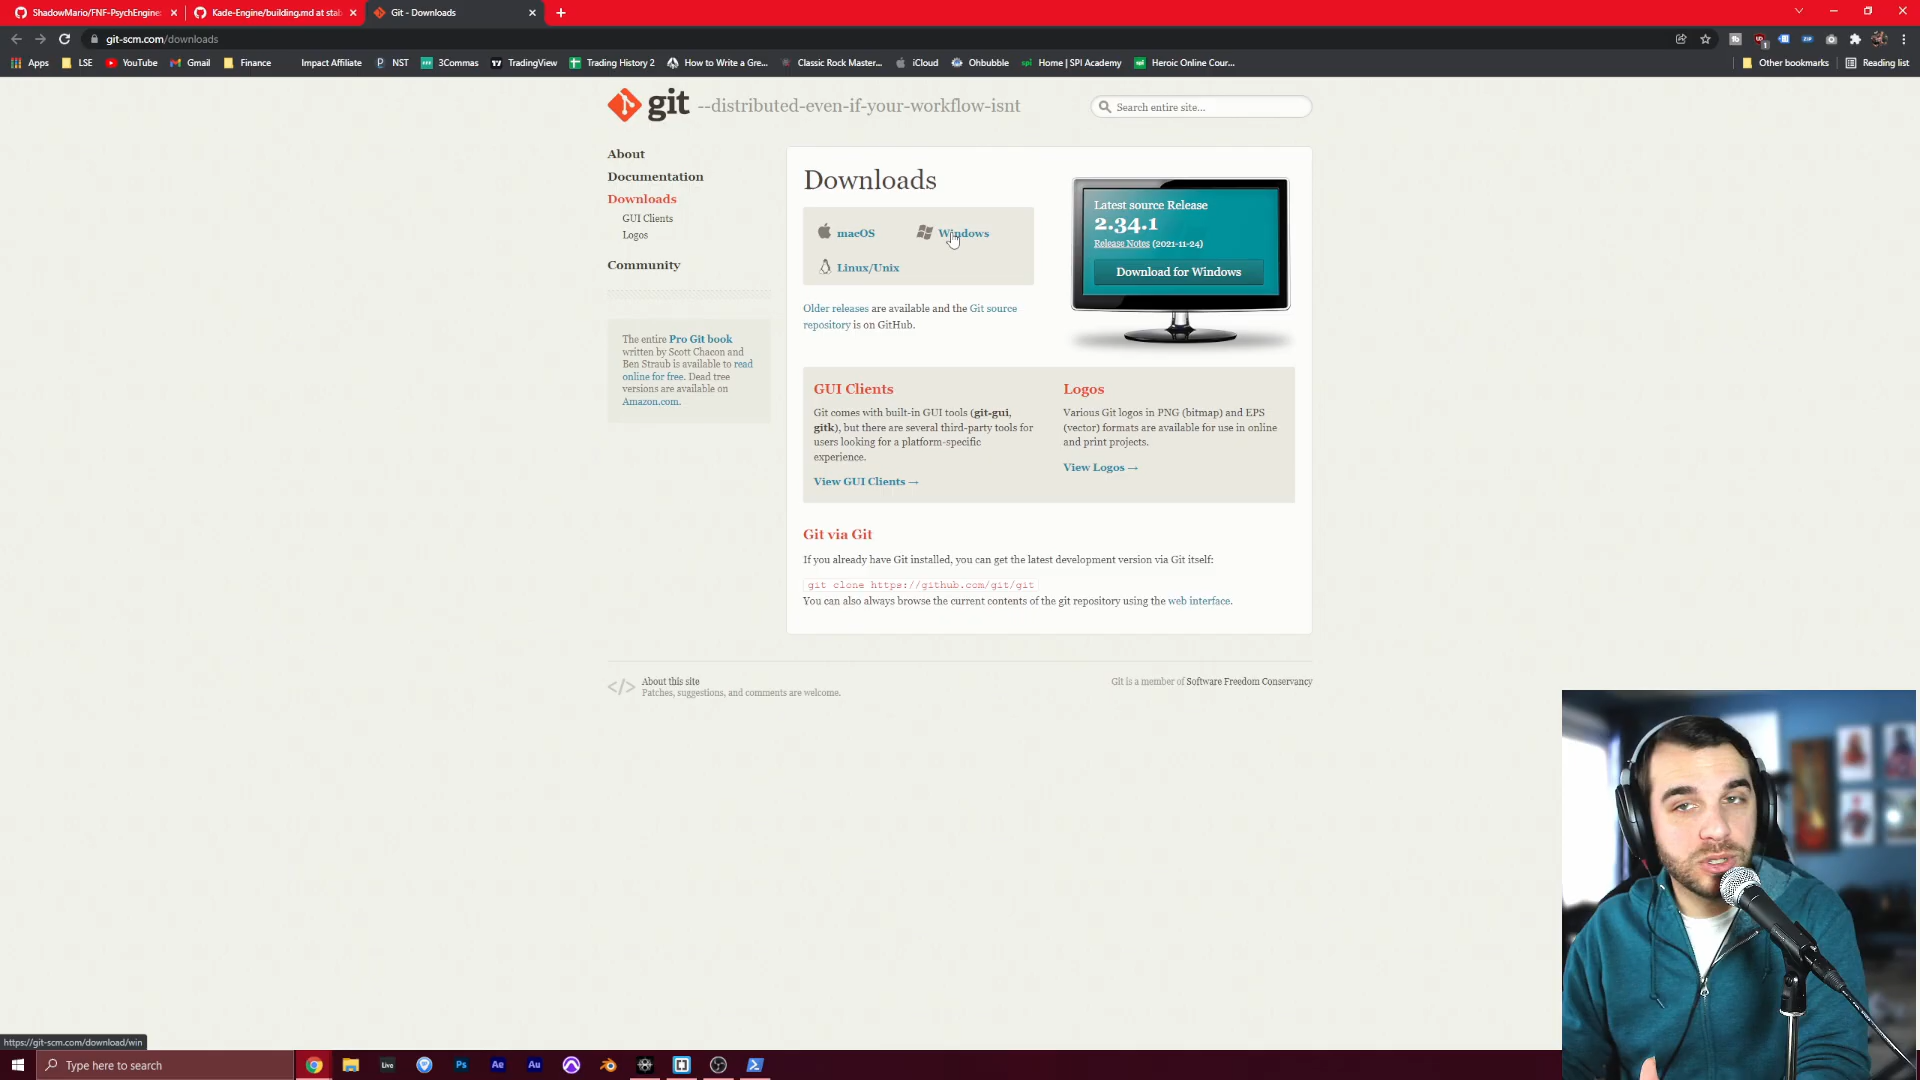 ShadowMario/FNF-PsychEngine:
Kade-Engine/building.md at stab
Git - Downloads
git-scm.com/downloads
Apps
LSE
YouTube
Gmail
Finance
Impact Affiliate
NST
3Commas
TradingView
Trading History 2
How to Write a Gre...
Classic Rock Master...
iCloud
Ohbubble
Home | SPI Academy
Heroic Online Cour...
Other bookmarks
Reading list
git --distributed-even-if-your-workflow-isnt
Search entire site...
About
Documentation
Downloads
GUI Clients
Logos
Community
The entire Pro Git book
written by Scott Chacon and
Ben Straub is available to read
online for free. Dead tree
versions are available on
Amazon.com.
Downloads
macOS
Windows
Linux/Unix
Older releases are available and the Git source
repository is on GitHub.
Latest source Release
2.34.1
Release Notes (2021-11-24)
Download for Windows
GUI Clients
Git comes with built-in GUI tools (git-gui,
gitk), but there are several third-party tools for
users looking for a platform-specific
experience.
View GUI Clients →
Logos
Various Git logos in PNG (bitmap) and EPS
(vector) formats are available for use in online
and print projects.
View Logos →
Git via Git
If you already have Git installed, you can get the latest development version via Git itself:
git clone https://github.com/git/git
You can also always browse the current contents of the git repository using the web interface.
</> About this site
Patches, suggestions, and comments are welcome.
Git is a member of Software Freedom Conservancy
https://git-scm.com/download/win
Type here to search
Live
Ps
Ae
Au